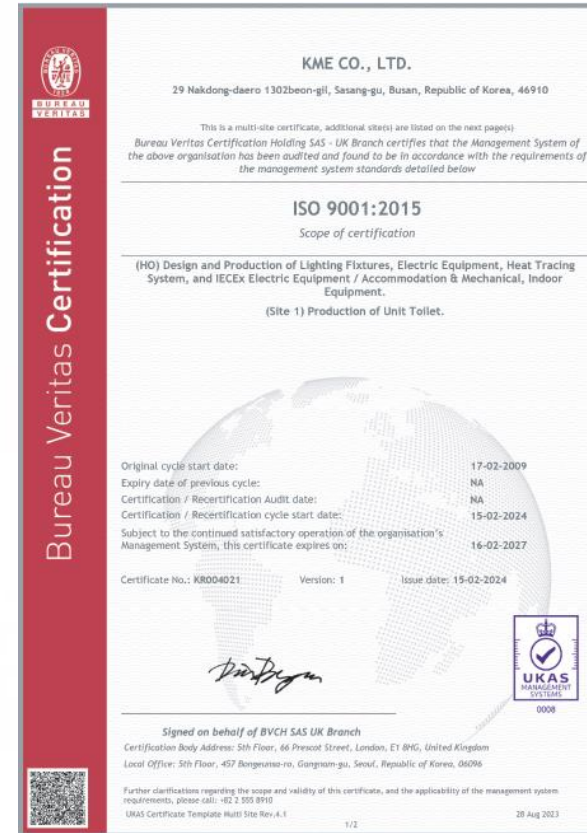 BUREAU VERITAS
BUREAU
VERITAS
Bureau Veritas Certification
KME CO., LTD.
29 Nakdong-daero 1302beon-gil, Sasang-gu, Busan, Republic of Korea, 46910
This is a multi-site certificate, additional site(s) are listed on the next page(s)
Bureau Veritas Certification Holding SAS - UK Branch certifies that the Management System of
the above organisation has been audited and found to be in accordance with the requirements of
the management system standards detailed below
ISO 9001:2015
Scope of certification
(HO) Design and Production of Lighting Fixtures, Electric Equipment, Heat Tracing
System, and IECEx Electric Equipment / Accommodation & Mechanical, Indoor
Equipment.
(Site 1) Production of Unit Toilet.
Original cycle start date: 17-02-2009
Expiry date of previous cycle: NA
Certification / Recertification Audit date: NA
Certification / Recertification cycle start date: 15-02-2024
Subject to the continued satisfactory operation of the organisation's
Management System, this certificate expires on: 16-02-2027
Certificate No.: KR004021 Version: 1 Issue date: 15-02-2024
UKAS
MANAGEMENT
SYSTEMS
0008
Signed on behalf of BVCH SAS UK Branch
Certification Body Address: 5th Floor, 66 Prescot Street, London, E1 8HG, United Kingdom
Local Office: 5th Floor, 457 Bongeunsa-ro, Gangnam-gu, Seoul, Republic of Korea, 06096
Further clarifications regarding the scope and validity of this certificate, and the applicability of the management system
requirements, please call: +82 2 555 8910
UKAS Certificate Template Multi Site Rev.4.1 1/2 28 Aug 2023